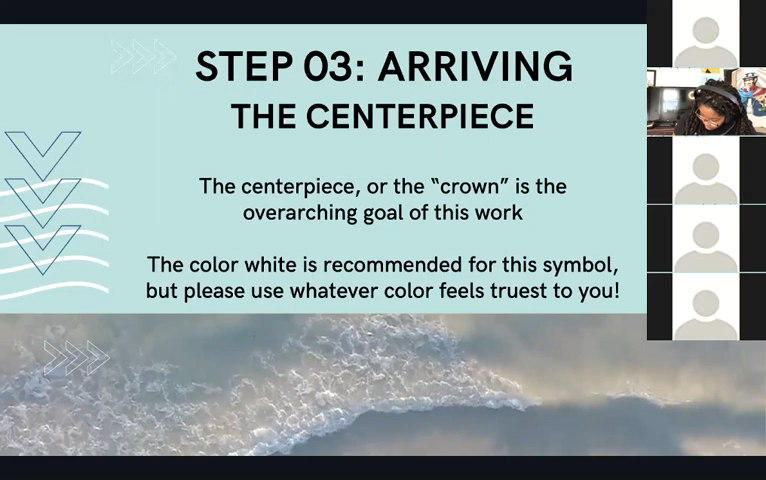 STEP 03: ARRIVING
THE CENTERPIECE
The centerpiece, or the “crown” is the
overarching goal of this work
The color white is recommended for this symbol,
but please use whatever color feels truest to you!